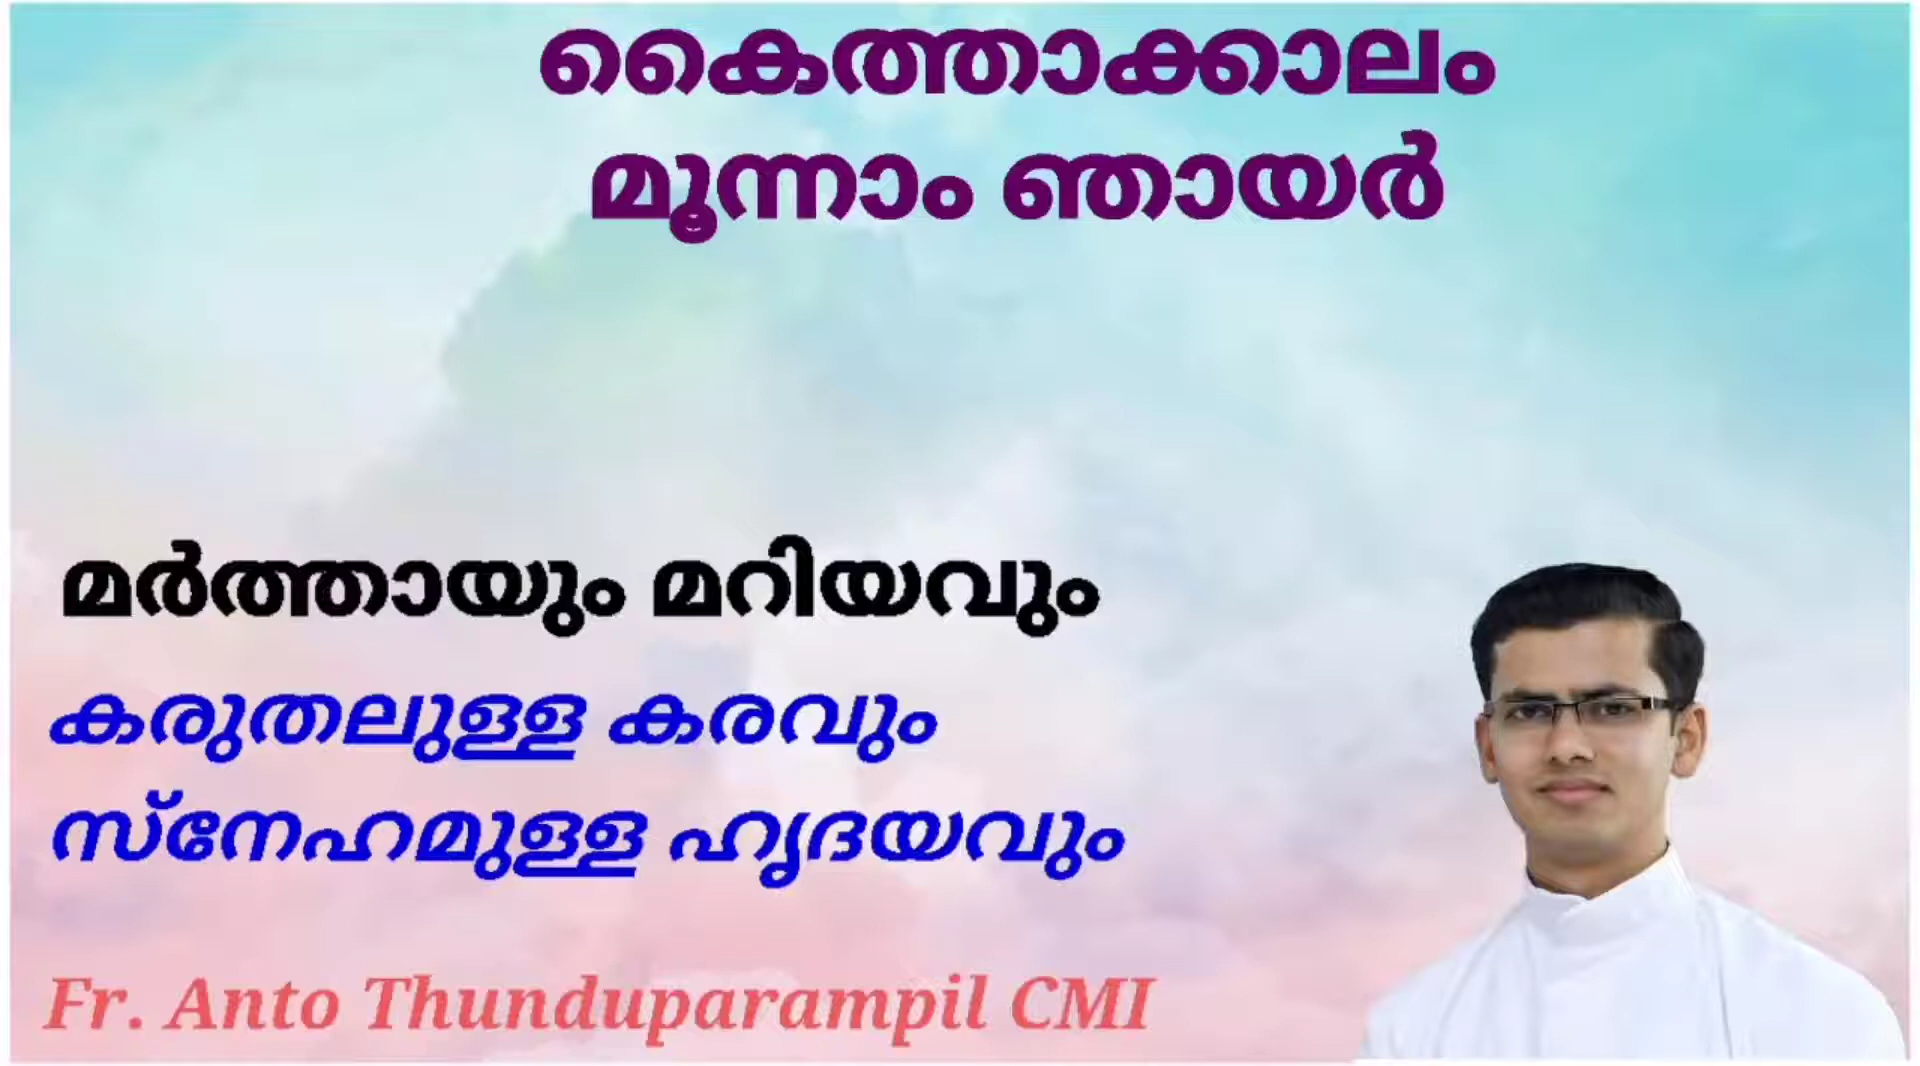 കൈത്താക്കാലം
മൂന്നാം ഞായർ
മർത്തായും മറിയവും
കരുതലുള്ള കരവും
സ്നേഹമുള്ള ഹൃദയവും
Fr. Anto Thunduparampil CMI